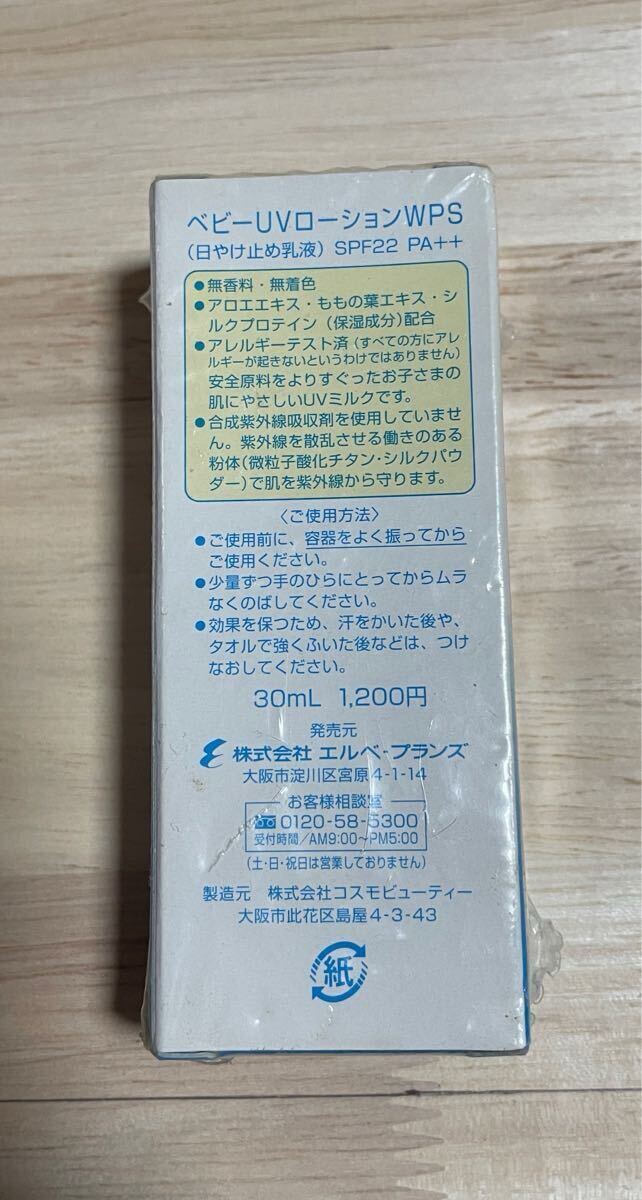 ベビーUVローションWPS
(日やけ止め乳液) SPF22 PA++
●無香料・無着色
●アロエエキス・ももの葉エキス・シ
ルクプロテイン(保湿成分)配合
●アレルギーテスト済(すべての方にアレ
ルギーが起きないというわけではありません)
安全原料をよりすぐったお子さまの
肌にやさしいUVミルクです。
●合成紫外線吸収剤を使用していませ
ん。紫外線を散乱させる働きのある
粉体(微粒子酸化チタン・シルクパウ
ダー)で肌を紫外線から守ります。
〈ご使用方法〉
●ご使用前に、容器をよく振ってから
ご使用ください。
●少量ずつ手のひらにとってからムラ
なくのばしてください。
●効果を保つため、汗をかいた後や、
タオルで強くふいた後などは、つけ
なおしてください。
30mL 1,200円
発売元
株式会社 エルベ-プランズ
大阪市淀川区宮原4-1-14
お客様相談室
0120-58-5300
受付時間/AM9:00〜PM5:00
(土・日・祝日は営業しておりません)
製造元 株式会社コスモビューティー
大阪市此花区島屋4-3-43
紙